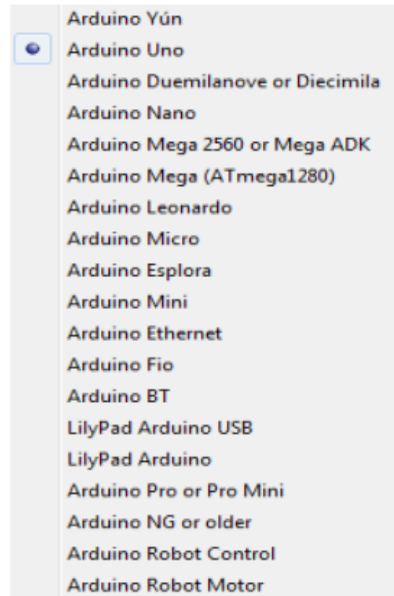 Arduino Yún
Arduino Uno
Arduino Duemilanove or Diecimila
Arduino Nano
Arduino Mega 2560 or Mega ADK
Arduino Mega (ATmega1280)
Arduino Leonardo
Arduino Micro
Arduino Esplora
Arduino Mini
Arduino Ethernet
Arduino Fio
Arduino BT
LilyPad Arduino USB
LilyPad Arduino
Arduino Pro or Pro Mini
Arduino NG or older
Arduino Robot Control
Arduino Robot Motor